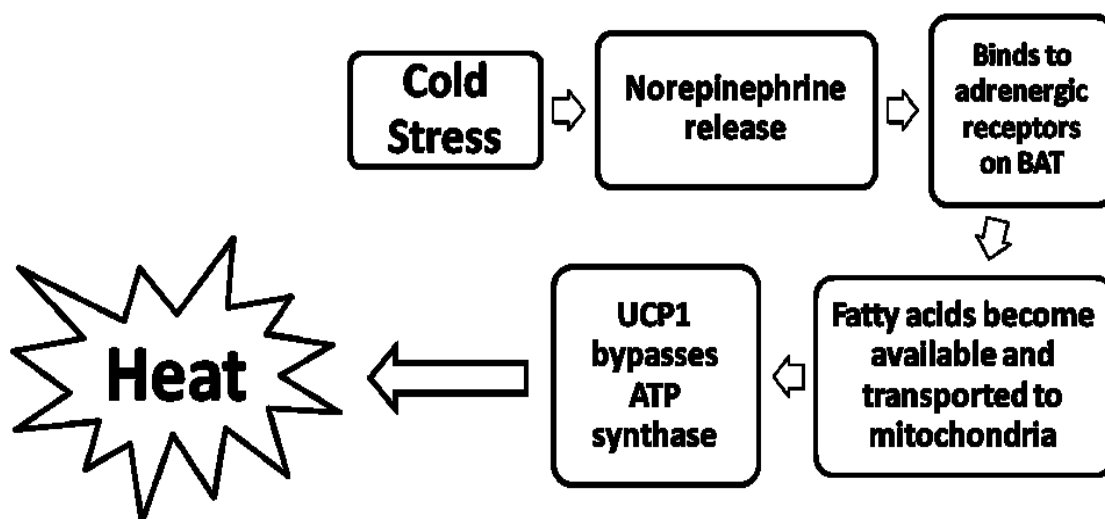 Cold
Stress
Norepinephrine
release
Binds to
adrenergic
receptors
on BAT
Fatty acids become
available and
transported to
mitochondria
UCP1
bypasses
ATP
synthase
Heat